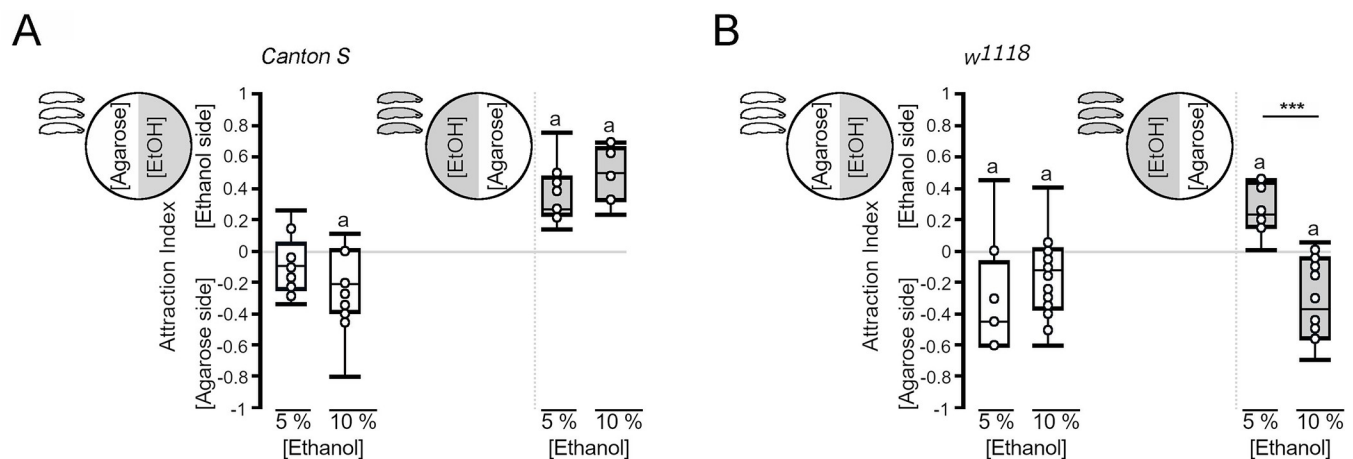 A
Canton S
[Agarose]
[EtOH]
Attraction Index
[Agarose side]
[Ethanol side]
1
0.8
0.6
0.4
0.2
0
-0.2
-0.4
-0.6
-0.8
-1
a
[EtOH]
[Agarose]
a
a
5 %
10 %
[Ethanol]
5 %
10 %
[Ethanol]
B
w1118
[Agarose]
[EtOH]
Attraction Index
[Agarose side]
[Ethanol side]
1
0.8
0.6
0.4
0.2
0
-0.2
-0.4
-0.6
-0.8
-1
a
a
[EtOH]
[Agarose]
***
a
a
5 %
10 %
[Ethanol]
5 %
10 %
[Ethanol]